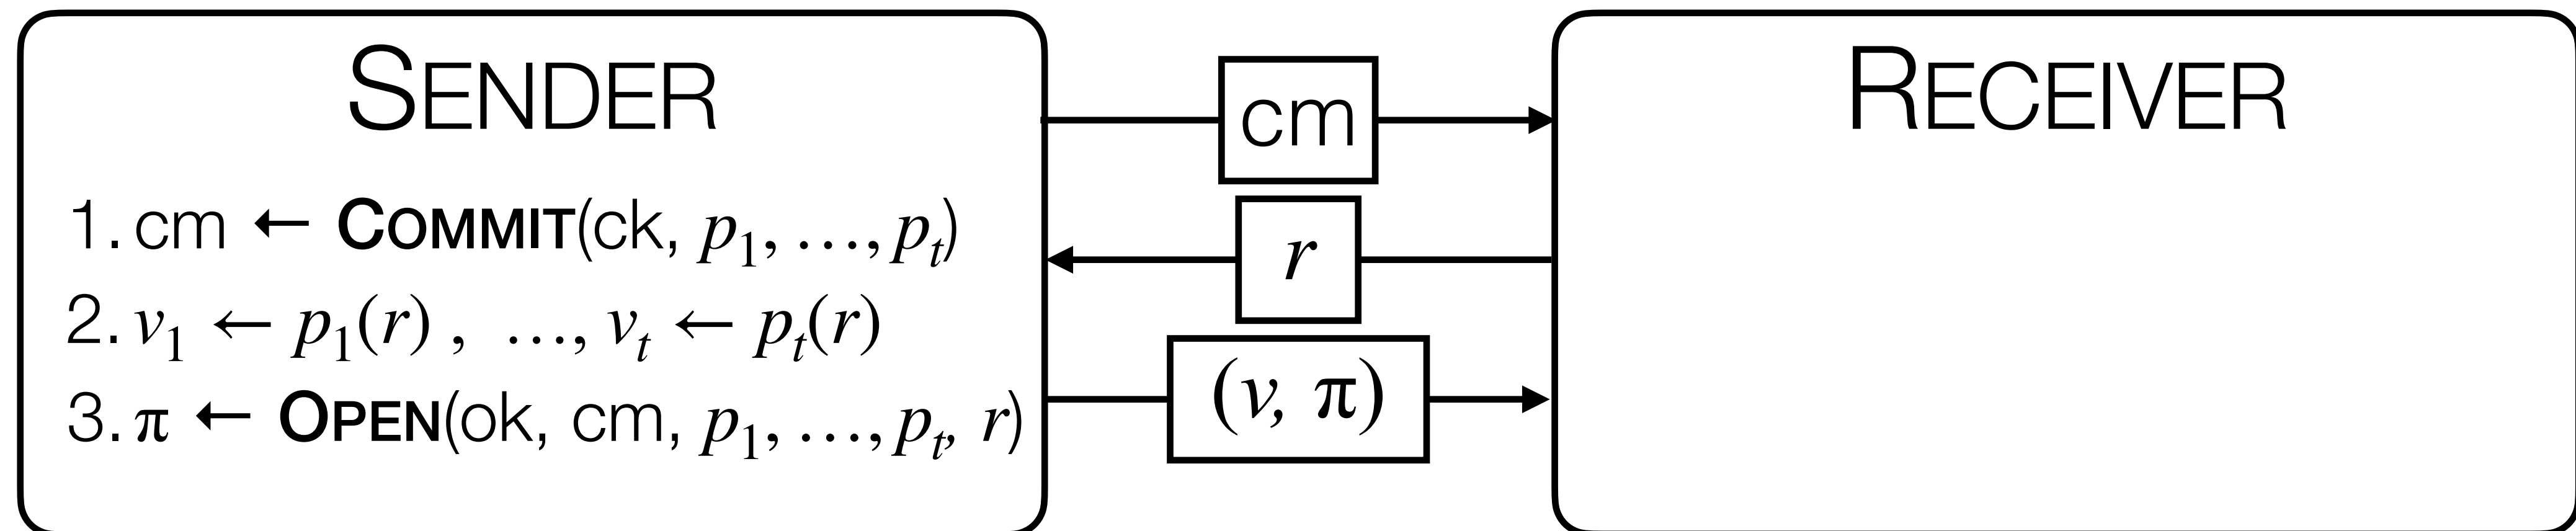 SENDER
1. cm ← COMMIT(ck, p₁, …, pₜ)
2. v₁ ← p₁(r) , …, vₜ ← pₜ(r)
3. π ← OPEN(ok, cm, p₁, …, pₜ, r)
cm
r
(v, π)
RECEIVER